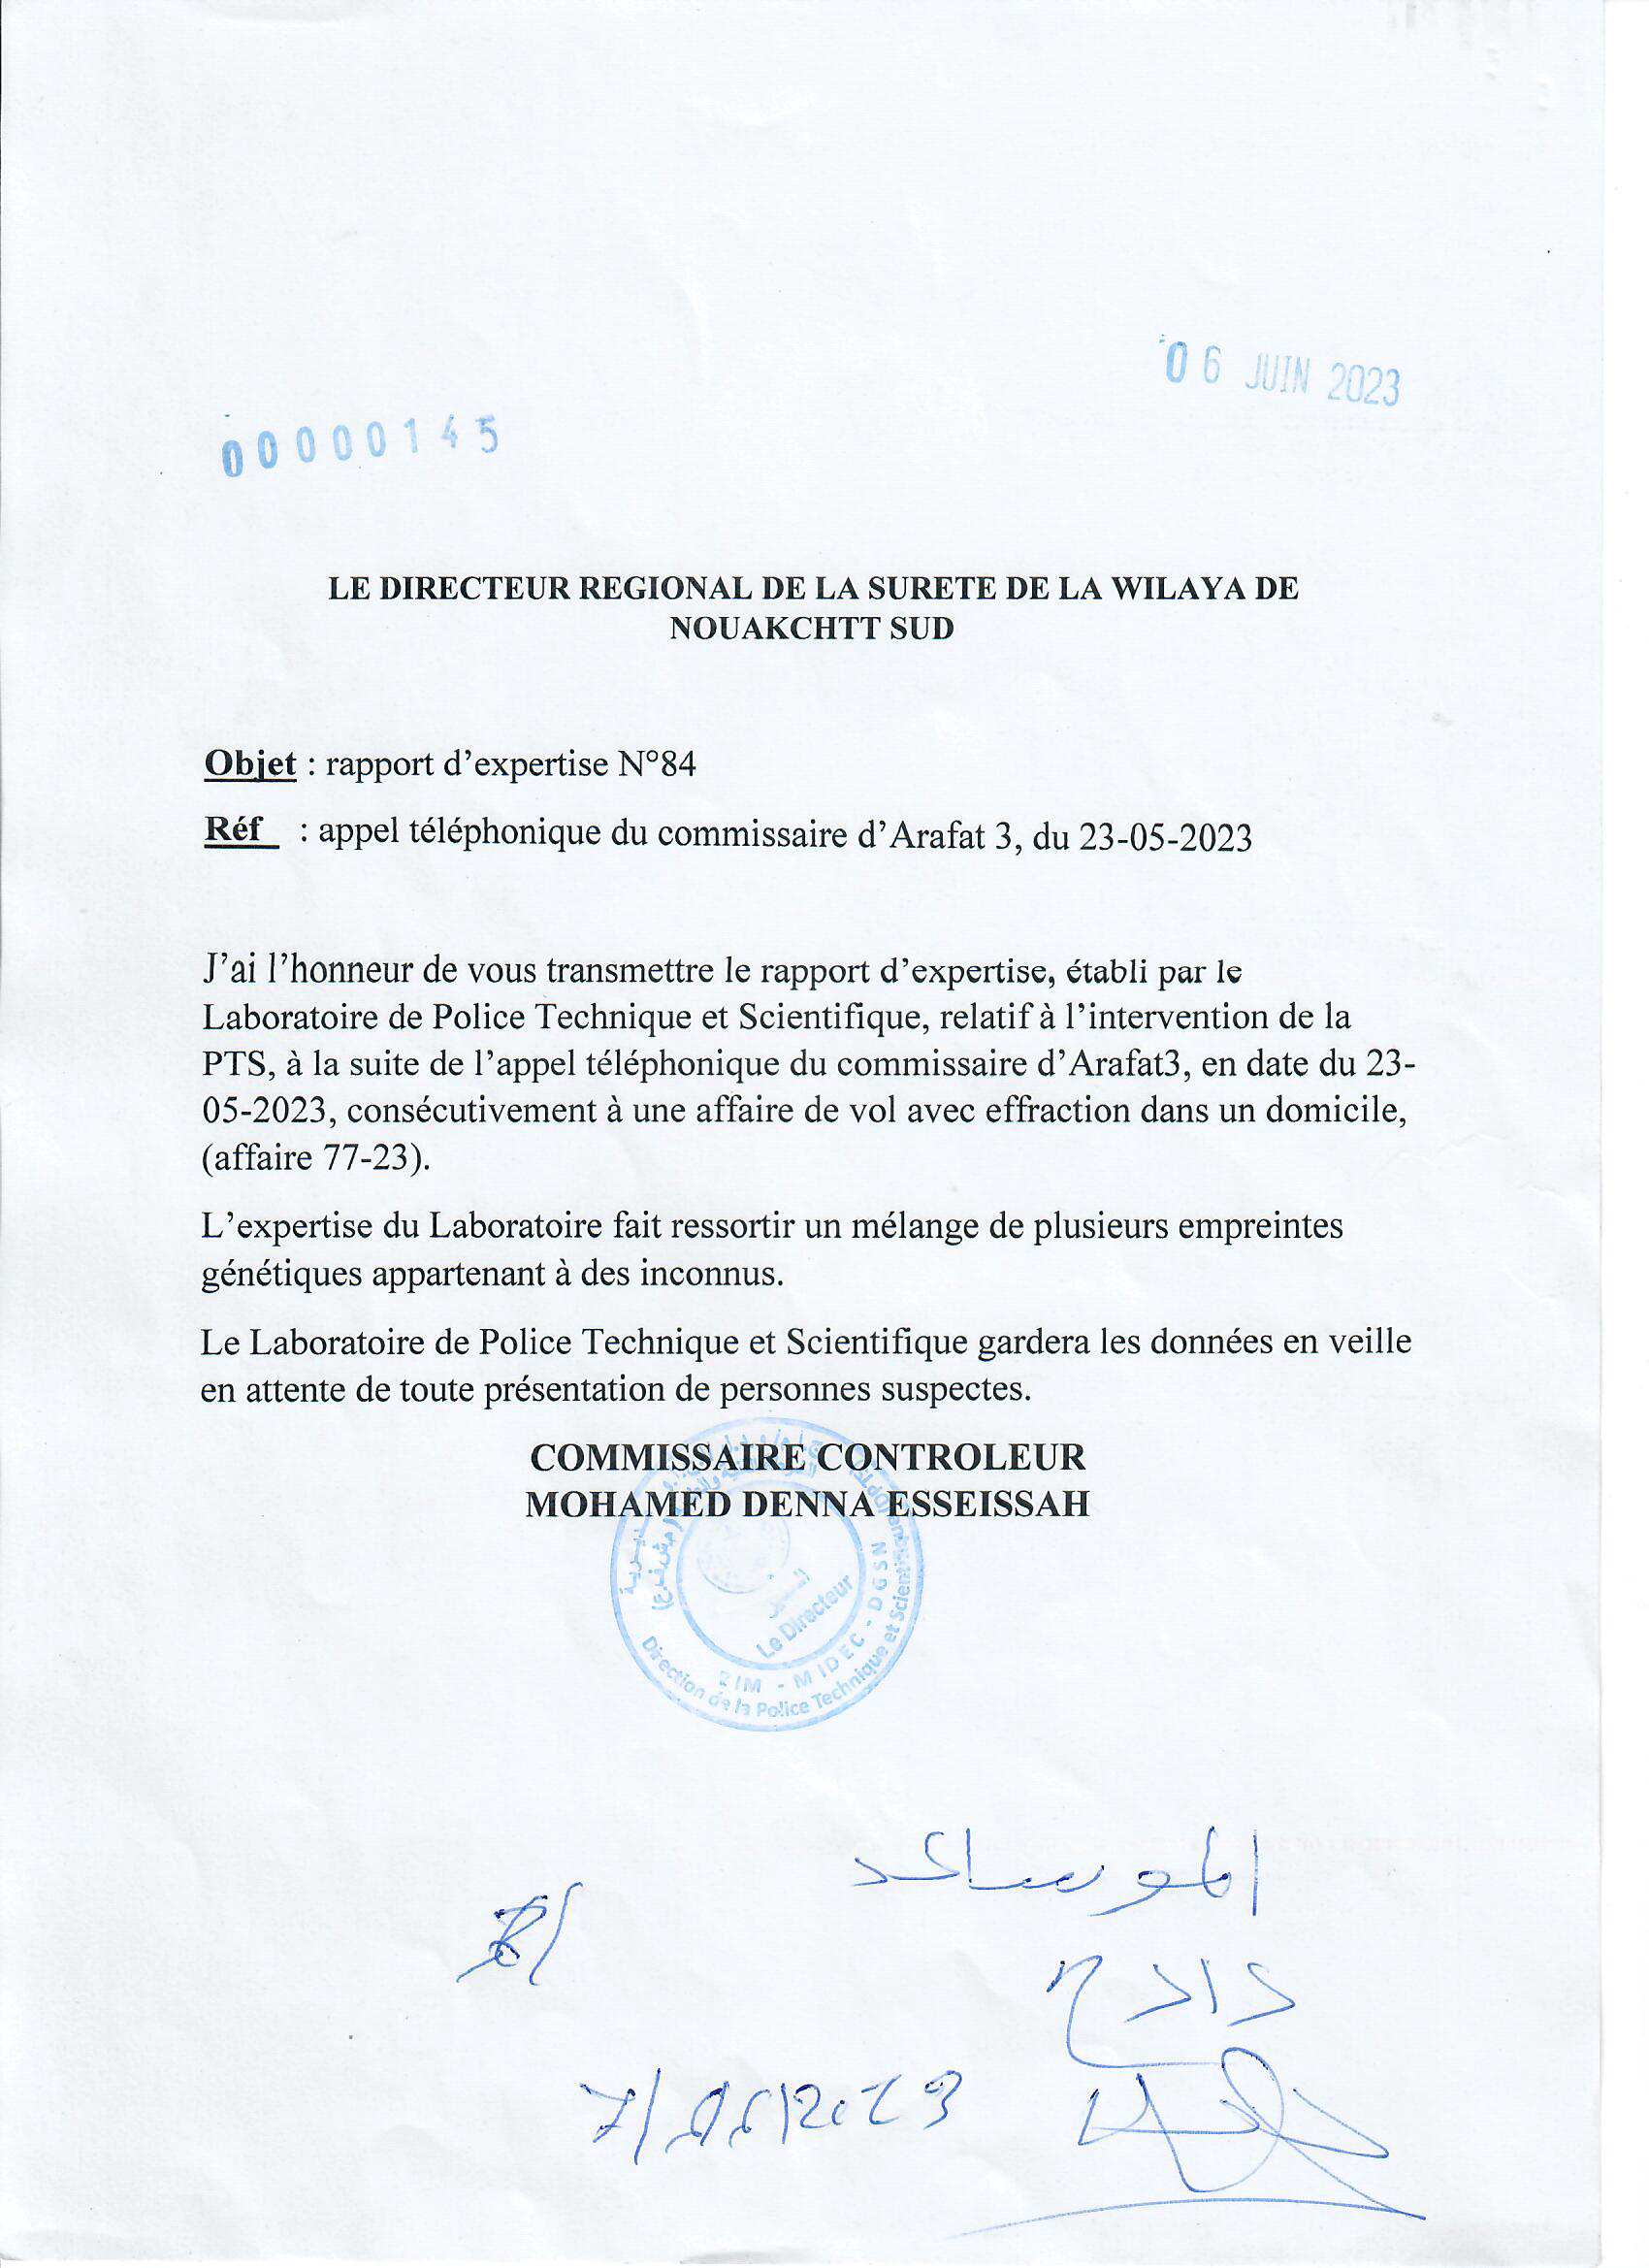 06 JUIN 2023
00000145
LE DIRECTEUR REGIONAL DE LA SURETE DE LA WILAYA DE
NOUAKCHTT SUD
Objet : rapport d'expertise N°84
Réf : appel téléphonique du commissaire d'Arafat 3, du 23-05-2023
J'ai l'honneur de vous transmettre le rapport d'expertise, établi par le
Laboratoire de Police Technique et Scientifique, relatif à l'intervention de la
PTS, à la suite de l'appel téléphonique du commissaire d'Arafat3, en date du 23-
05-2023, consécutivement à une affaire de vol avec effraction dans un domicile,
(affaire 77-23).
L'expertise du Laboratoire fait ressortir un mélange de plusieurs empreintes
génétiques appartenant à des inconnus.
Le Laboratoire de Police Technique et Scientifique gardera les données en veille
en attente de toute présentation de personnes suspectes.
COMMISSAIRE CONTROLEUR
MOHAMED DENNA ESSEISSAH
Le Directeur
RIM - MIDEC - DGSN
Direction de la Police Technique et Scientifique
7/06/2023